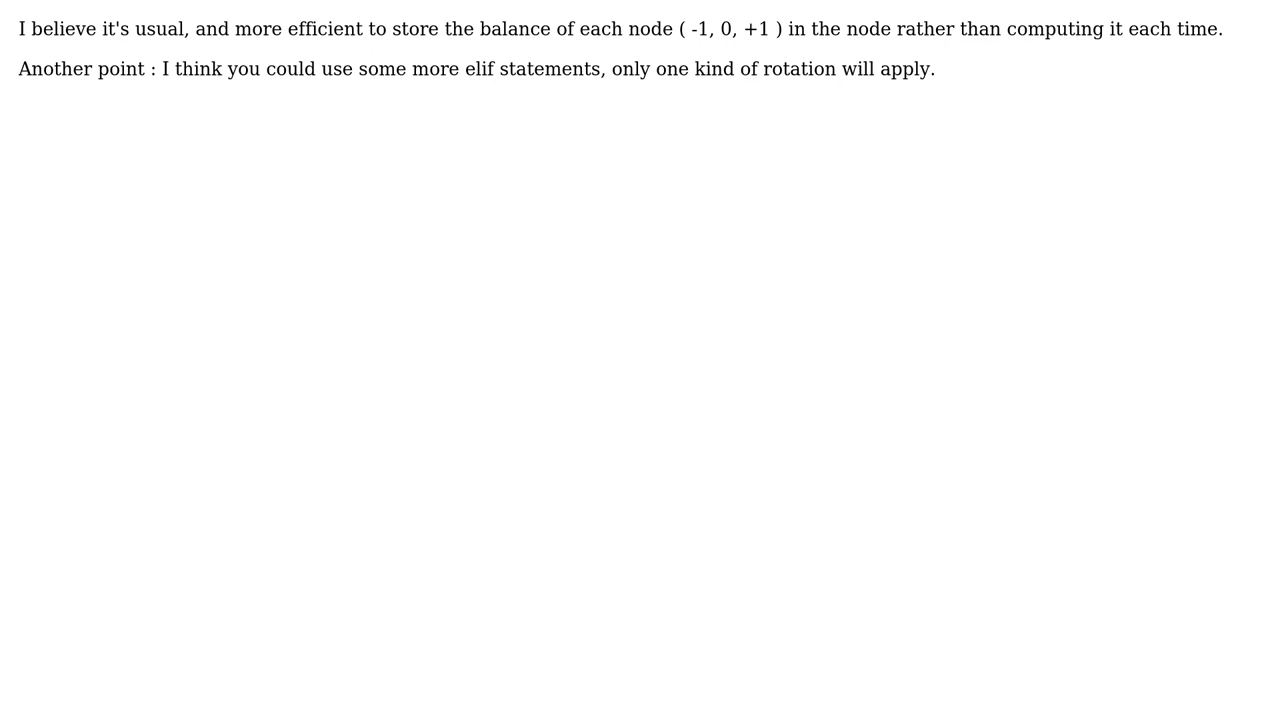 I believe it's usual, and more efficient to store the balance of each node ( -1, 0, +1 ) in the node rather than computing it each time.
Another point : I think you could use some more elif statements, only one kind of rotation will apply.